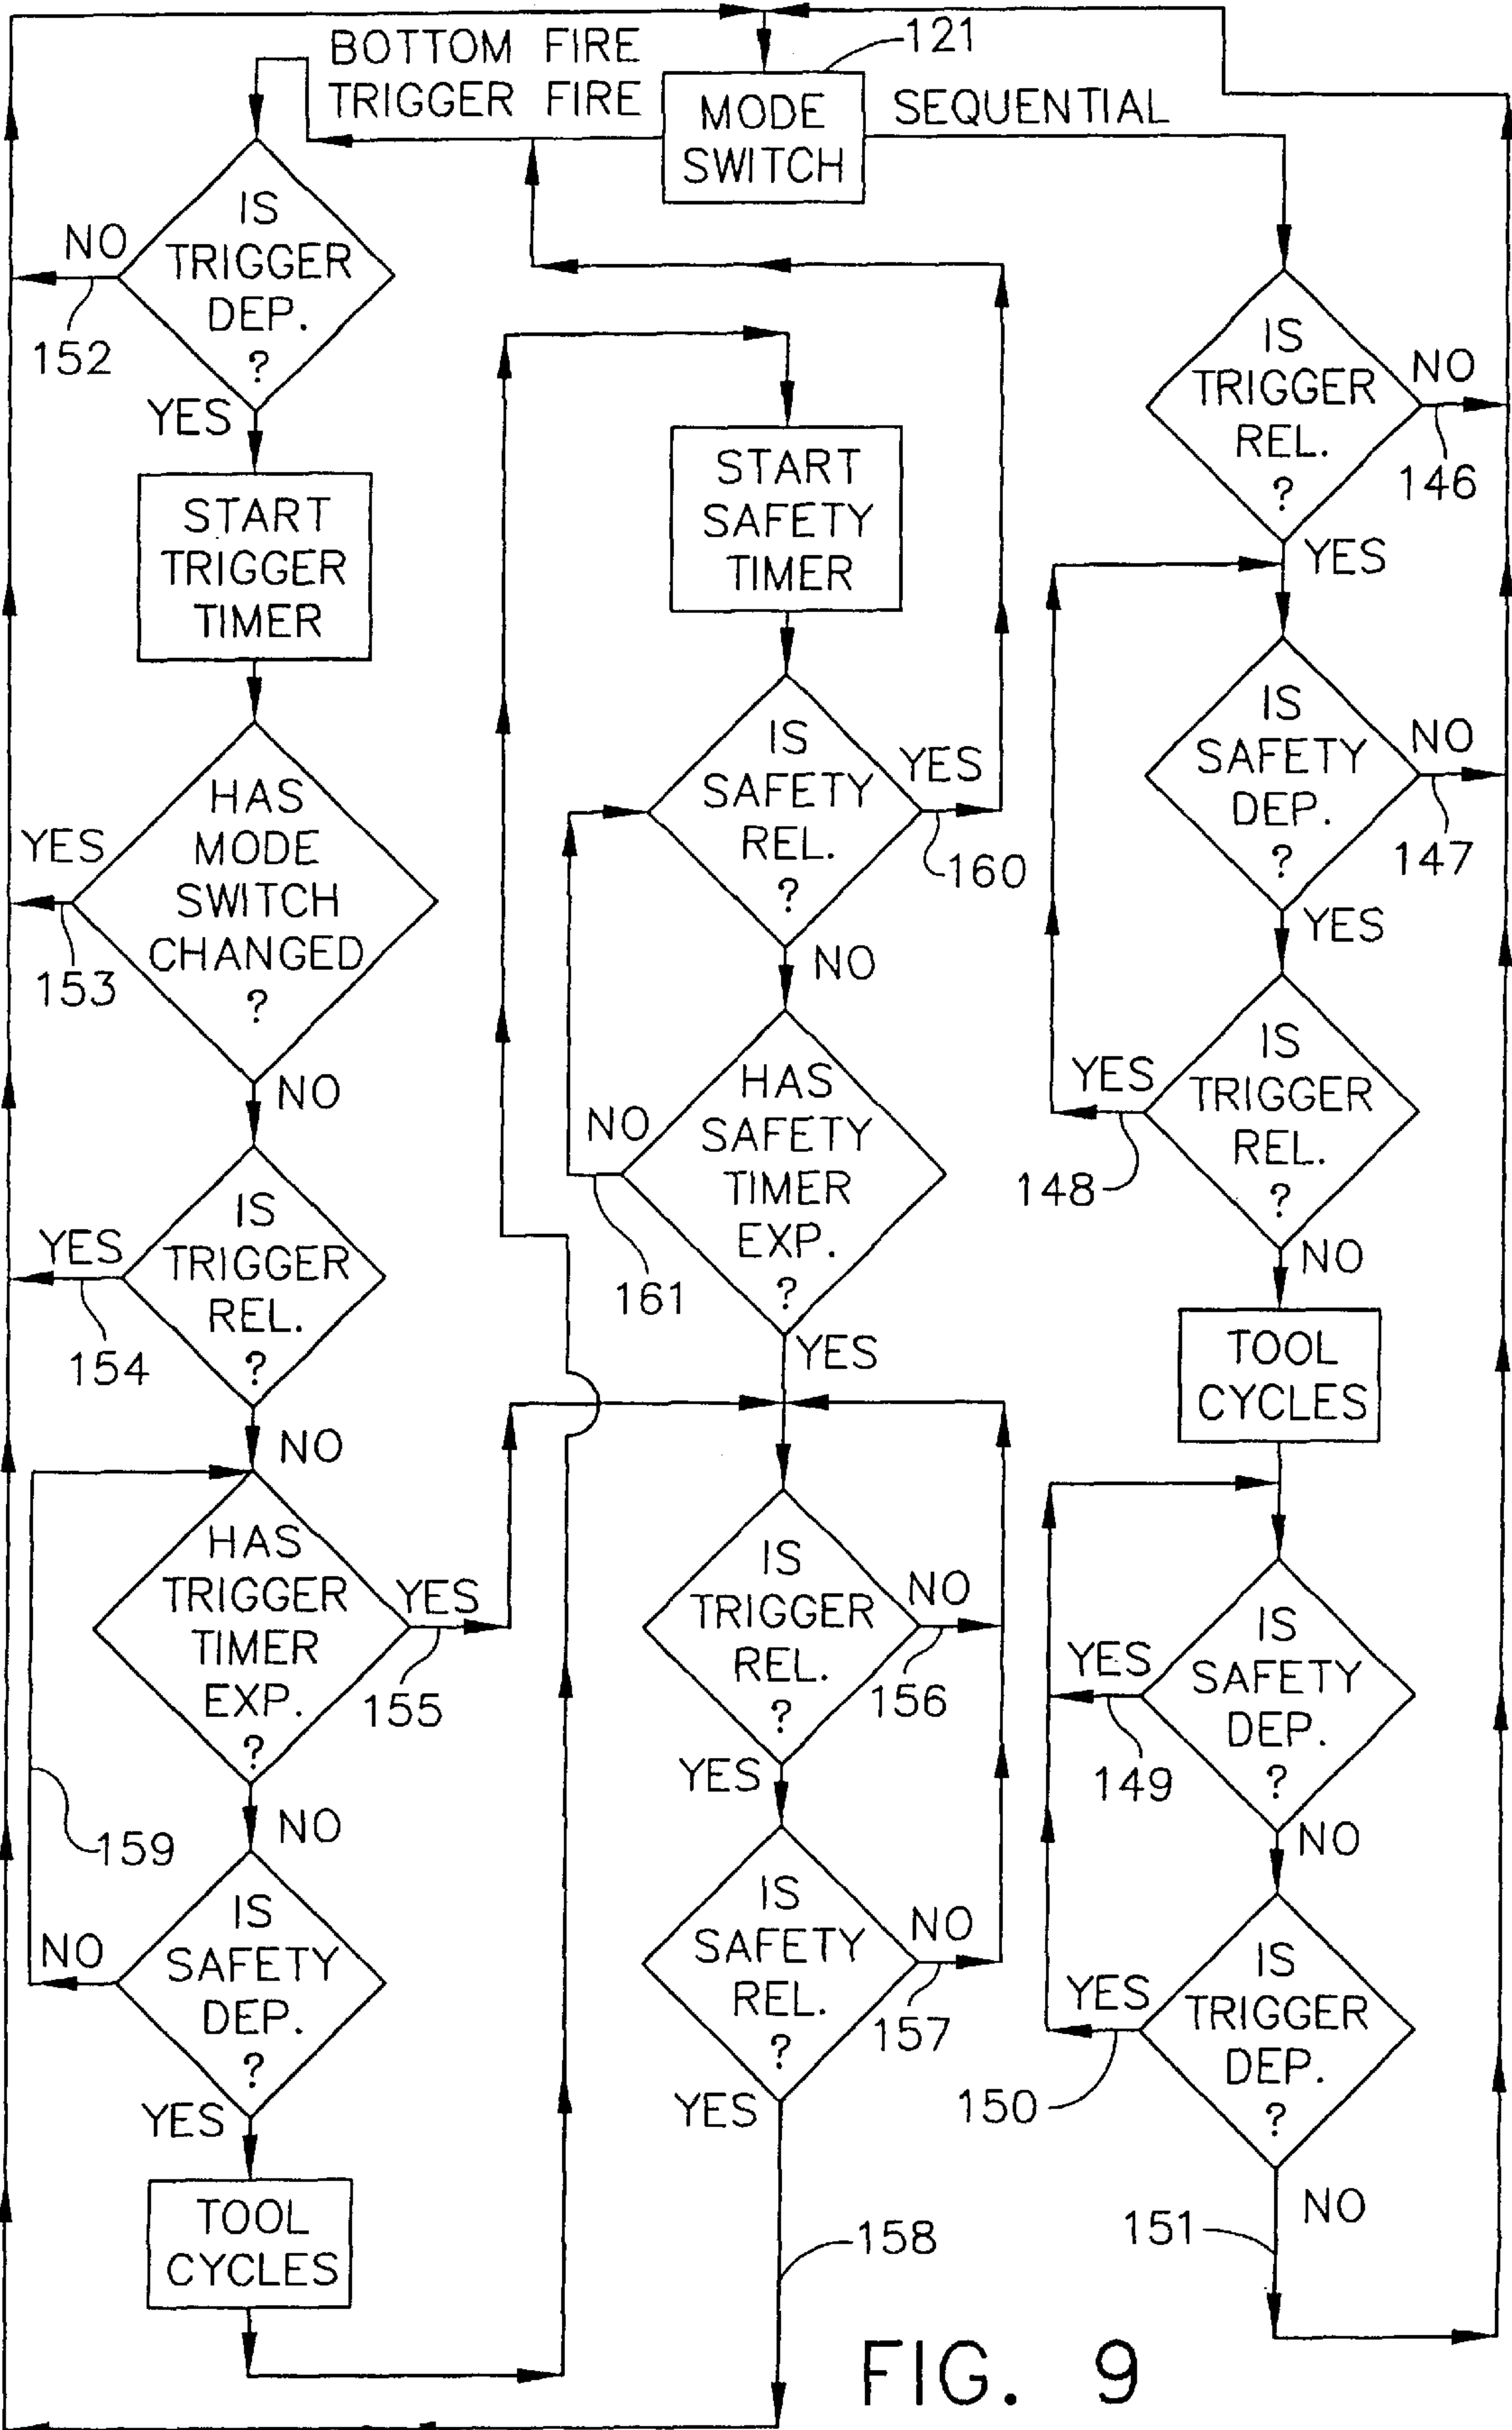 BOTTOM FIRE
TRIGGER FIRE
121
MODE
SWITCH
SEQUENTIAL
IS
TRIGGER
DEP.
?
NO
152
YES
START
TRIGGER
TIMER
HAS
MODE
SWITCH
CHANGED
?
YES
153
NO
IS
TRIGGER
REL.
?
YES
154
NO
HAS
TRIGGER
TIMER
EXP.
?
YES
155
NO
159
IS
SAFETY
DEP.
?
NO
YES
TOOL
CYCLES
START
SAFETY
TIMER
IS
SAFETY
REL.
?
YES
160
NO
HAS
SAFETY
TIMER
EXP.
?
NO
161
YES
IS
TRIGGER
REL.
?
NO
156
YES
IS
SAFETY
REL.
?
NO
157
YES
158
IS
TRIGGER
REL.
?
NO
146
YES
IS
SAFETY
DEP.
?
NO
147
YES
IS
TRIGGER
REL.
?
YES
148
NO
TOOL
CYCLES
IS
SAFETY
DEP.
?
YES
149
NO
IS
TRIGGER
DEP.
?
YES
150
NO
151
FIG. 9